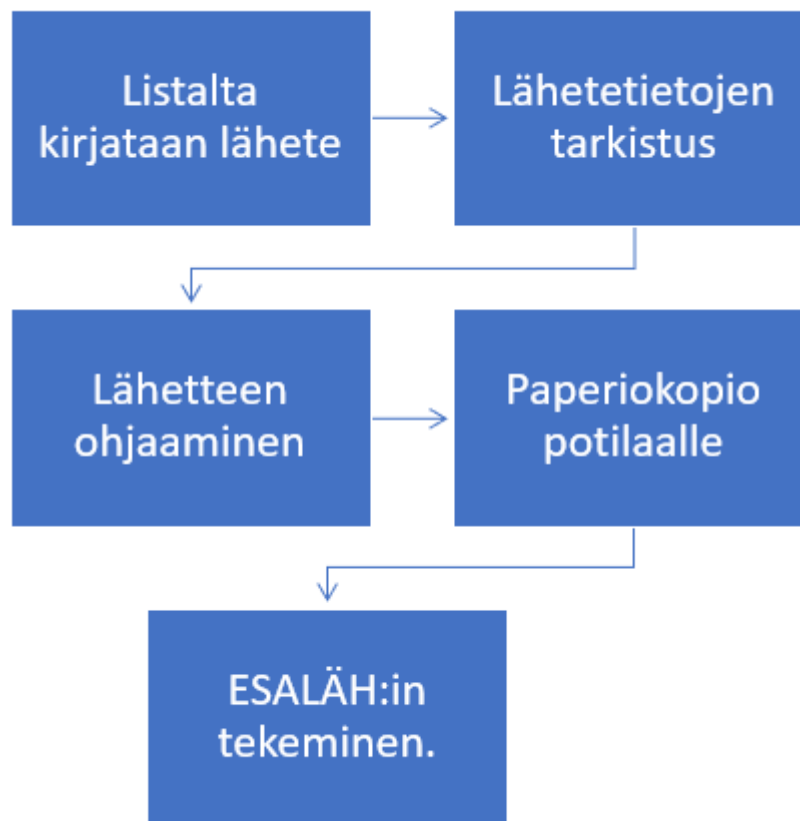 Listalta
kirjataan lähete
Lähetetietojen
tarkistus
Lähetteen
ohjaaminen
Paperiokopio
potilaalle
ESALÄH:in
tekeminen.